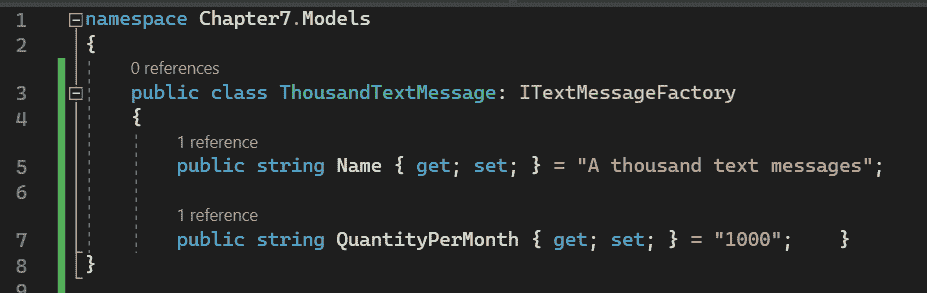 1 namespace Chapter7.Models
2 {
0 references
3 public class ThousandTextMessage: ITextMessageFactory
4 {
1 reference
5 public string Name { get; set; } = "A thousand text messages";
6
1 reference
7 public string QuantityPerMonth { get; set; } = "1000"; }
8 }
9